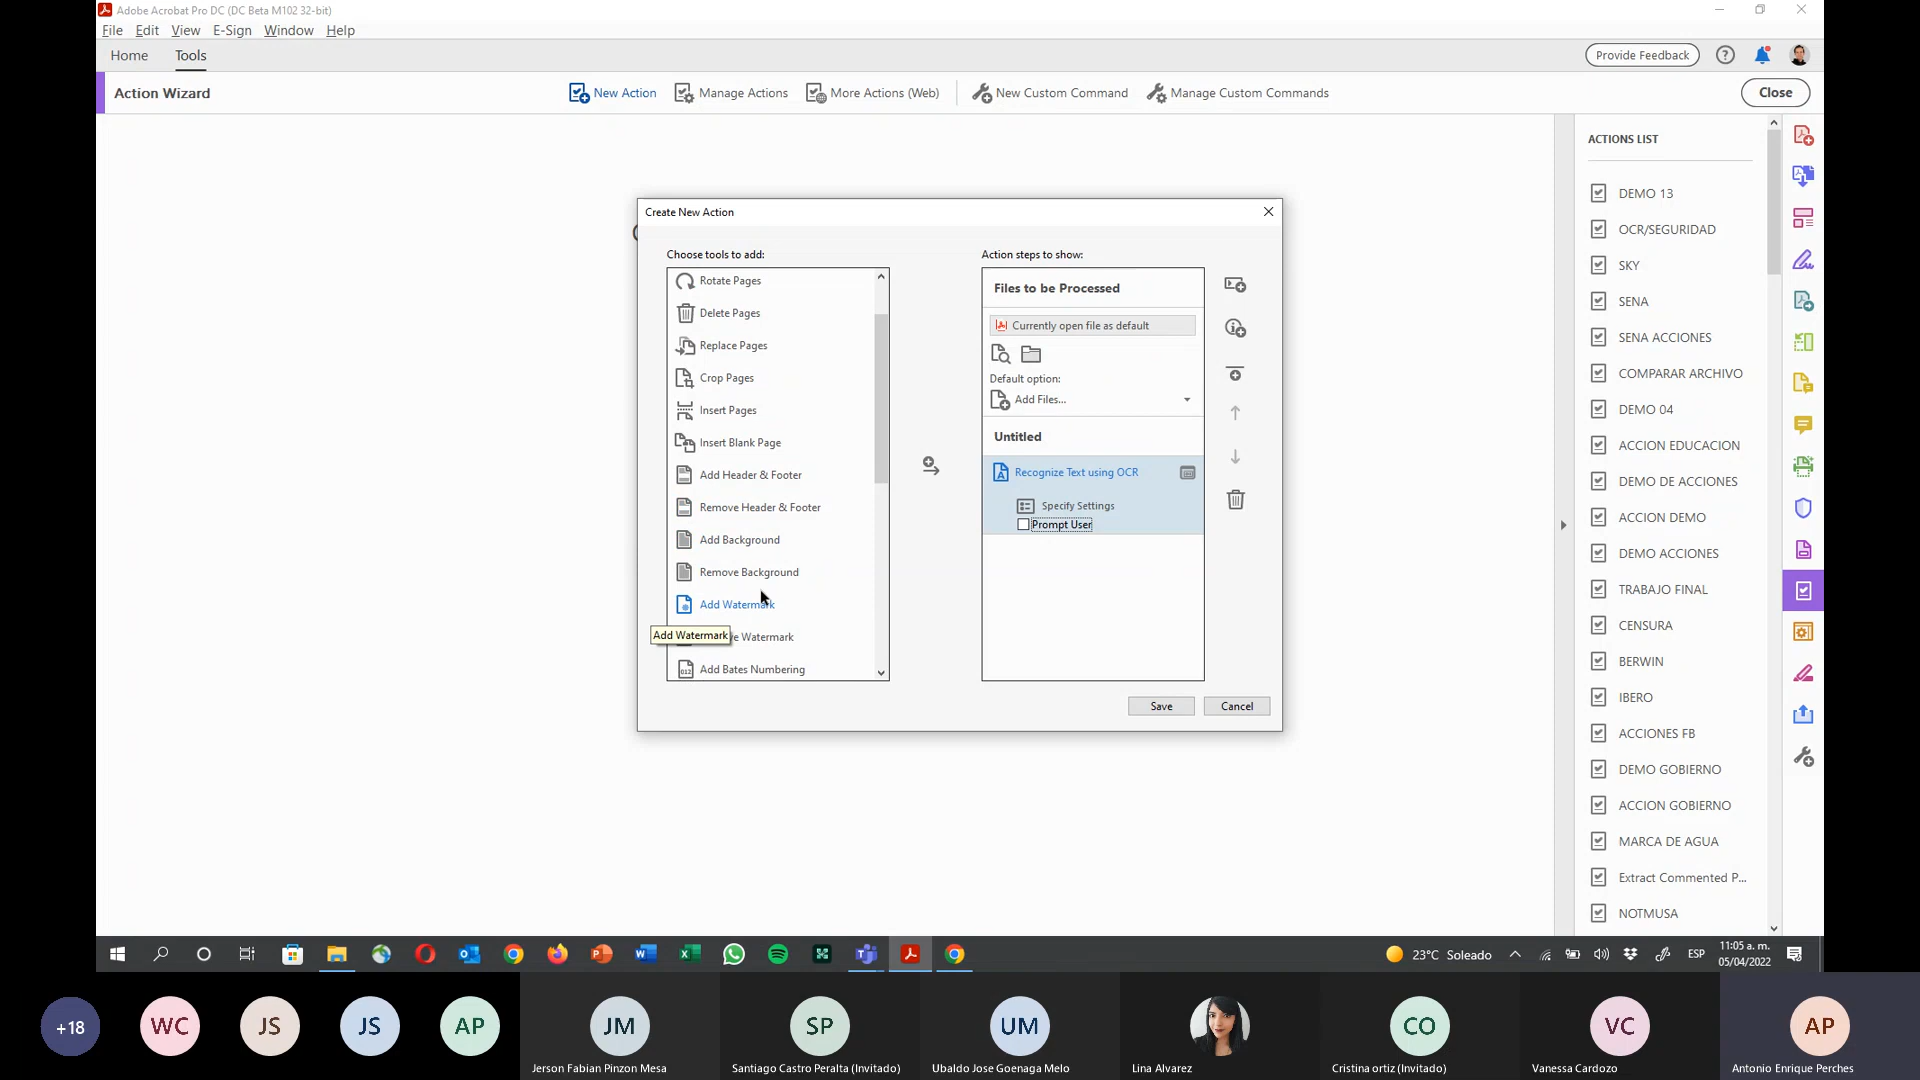 Adobe Acrobat Pro DC (DC Beta M102 32-bit)
File Edit View E-Sign Window Help
Home Tools
Provide Feedback
Action Wizard
New Action
Manage Actions
More Actions (Web)
New Custom Command
Manage Custom Commands
Close
Create New Action
Choose tools to add:
Rotate Pages
Delete Pages
Replace Pages
Crop Pages
Insert Pages
Insert Blank Page
Add Header & Footer
Remove Header & Footer
Add Background
Remove Background
Add Watermark
Add Watermark
Watermark
Add Bates Numbering
Action steps to show:
Files to be Processed
Currently open file as default
Default option:
Add Files...
Untitled
Recognize Text using OCR
Specify Settings
Prompt User
Save
Cancel
ACTIONS LIST
DEMO 13
OCR/SEGURIDAD
SKY
SENA
SENA ACCIONES
COMPARAR ARCHIVO
DEMO 04
ACCION EDUCACION
DEMO DE ACCIONES
ACCION DEMO
DEMO ACCIONES
TRABAJO FINAL
CENSURA
BERWIN
IBERO
ACCIONES FB
DEMO GOBIERNO
ACCION GOBIERNO
MARCA DE AGUA
Extract Commented P...
NOTMUSA
23°C Soleado
ESP
11:05 a. m.
05/04/2022
+18
WC
JS
JS
AP
JM
Jerson Fabian Pinzon Mesa
SP
Santiago Castro Peralta (Invitado)
UM
Ubaldo Jose Goenaga Melo
Lina Alvarez
CO
Cristina ortiz (Invitado)
VC
Vanessa Cardozo
AP
Antonio Enrique Perches